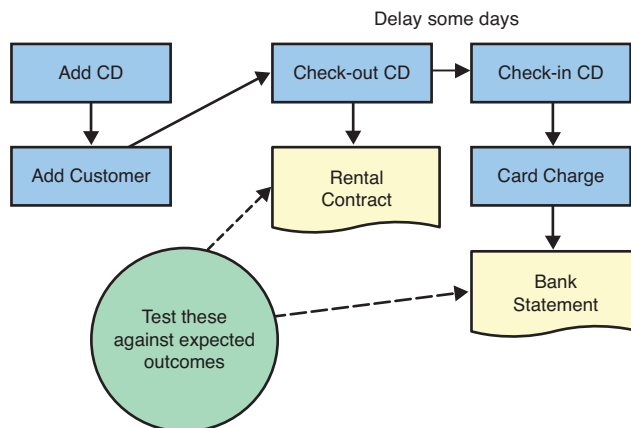 Delay some days
Add CD
Check-out CD
Check-in CD
Add Customer
Rental
Contract
Card Charge
Bank
Statement
Test these
against expected
outcomes